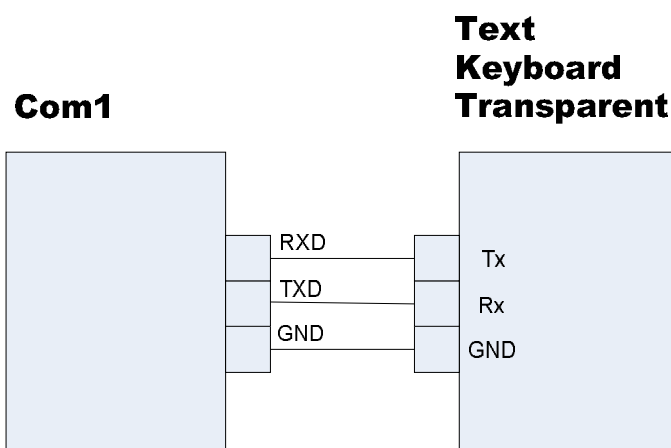 Text
Keyboard
Transparent
Com1
RXD
Tx
TXD
Rx
GND
GND